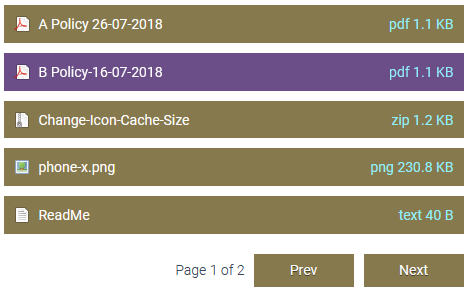 A Policy 26-07-2018 pdf 1.1 KB
B Policy-16-07-2018 pdf 1.1 KB
Change-Icon-Cache-Size zip 1.2 KB
phone-x.png png 230.8 KB
ReadMe text 40 B
Page 1 of 2 Prev Next